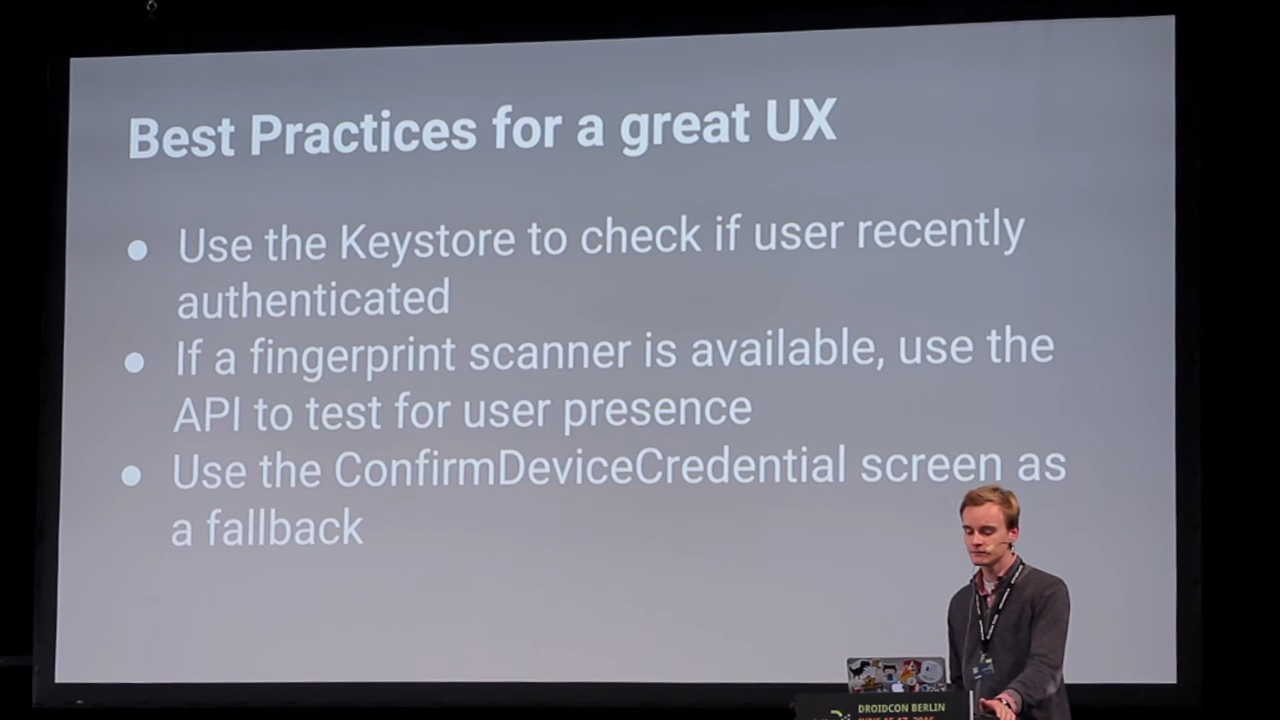 Best Practices for a great UX
● Use the Keystore to check if user recently
authenticated
● If a fingerprint scanner is available, use the
API to test for user presence
● Use the ConfirmDeviceCredential screen as
a fallback
DROIDCON BERLIN